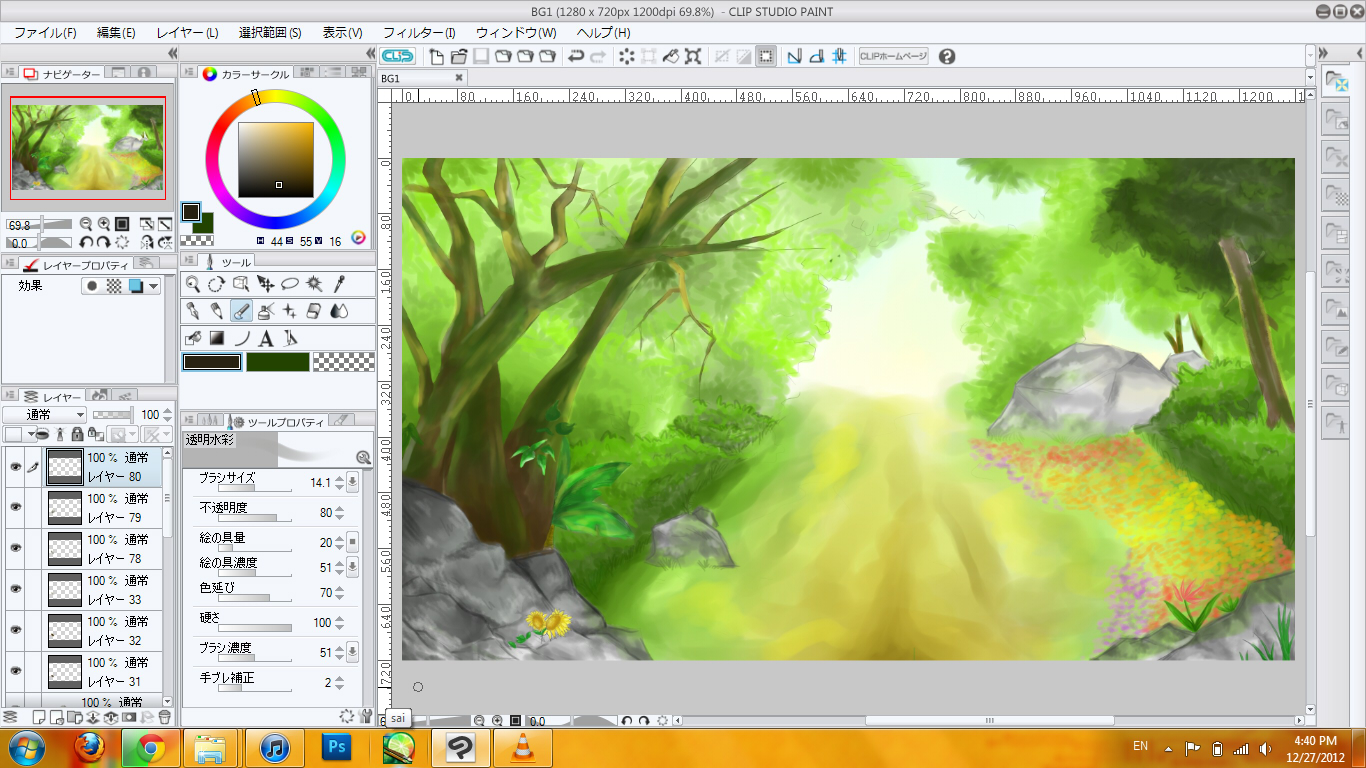 BG1 (1280 x 720px 1200dpi 69.8%) - CLIP STUDIO PAINT
ファイル(F) 編集(E) レイヤー(L) 選択範囲(S) 表示(V) フィルター(I) ウィンドウ(W) ヘルプ(H)
CLIP
CLIPホームページ
ナビゲーター
カラーサークル
BG1
0 80 160 240 320 400 480 560 640 720 800 880 960 1040 1120 1200
0
80
160
240
320
400
480
560
640
720
69.8
0.0
H 44 S 55 V 16
レイヤープロパティ
効果
ツール
A
レイヤー
通常 100
100 % 通常
レイヤー 80
100 % 通常
レイヤー 79
100 % 通常
レイヤー 78
100 % 通常
レイヤー 33
100 % 通常
レイヤー 32
100 % 通常
レイヤー 31
100 % 通常
ツールプロパティ
透明水彩
ブラシサイズ 14.1
不透明度 80
絵の具量 20
絵の具濃度 51
色延び 70
硬さ 100
ブラシ濃度 51
手ブレ補正 2
sai
0.0
Ps
EN
4:40 PM
12/27/2012